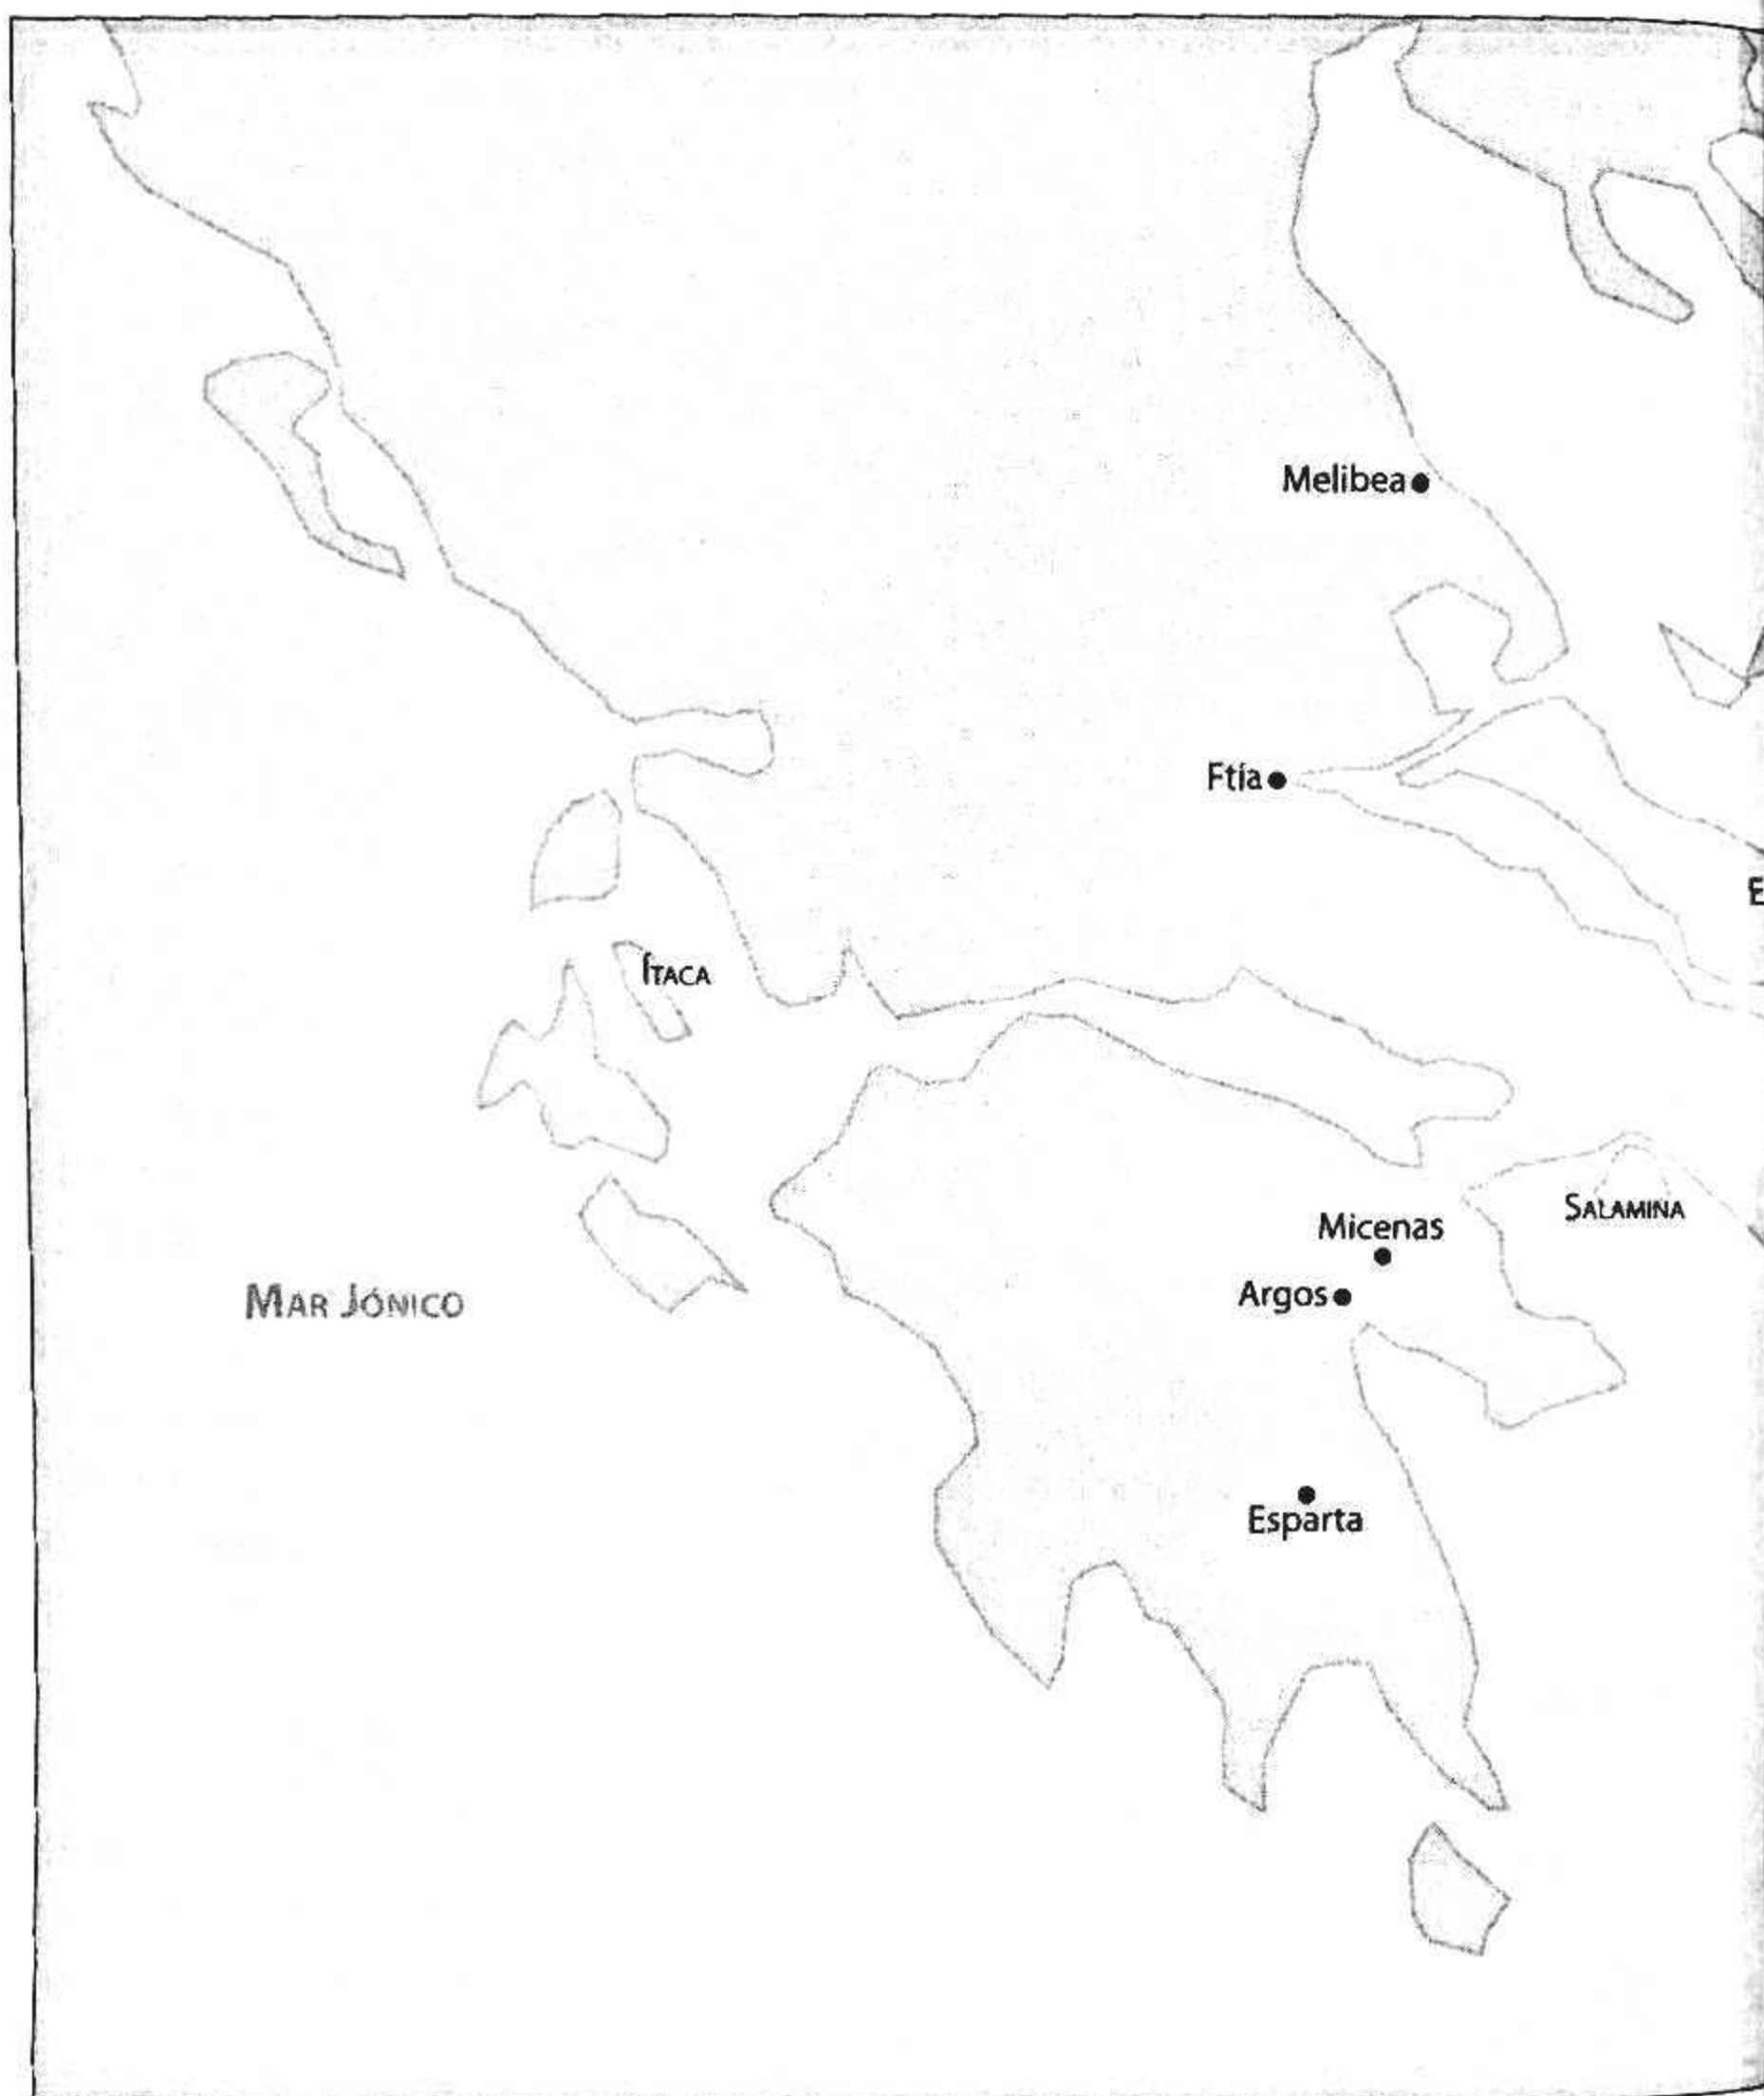 Melibea
Ftía
E
Ítaca
Salamina
Micenas
Argos
Mar Jónico
Esparta